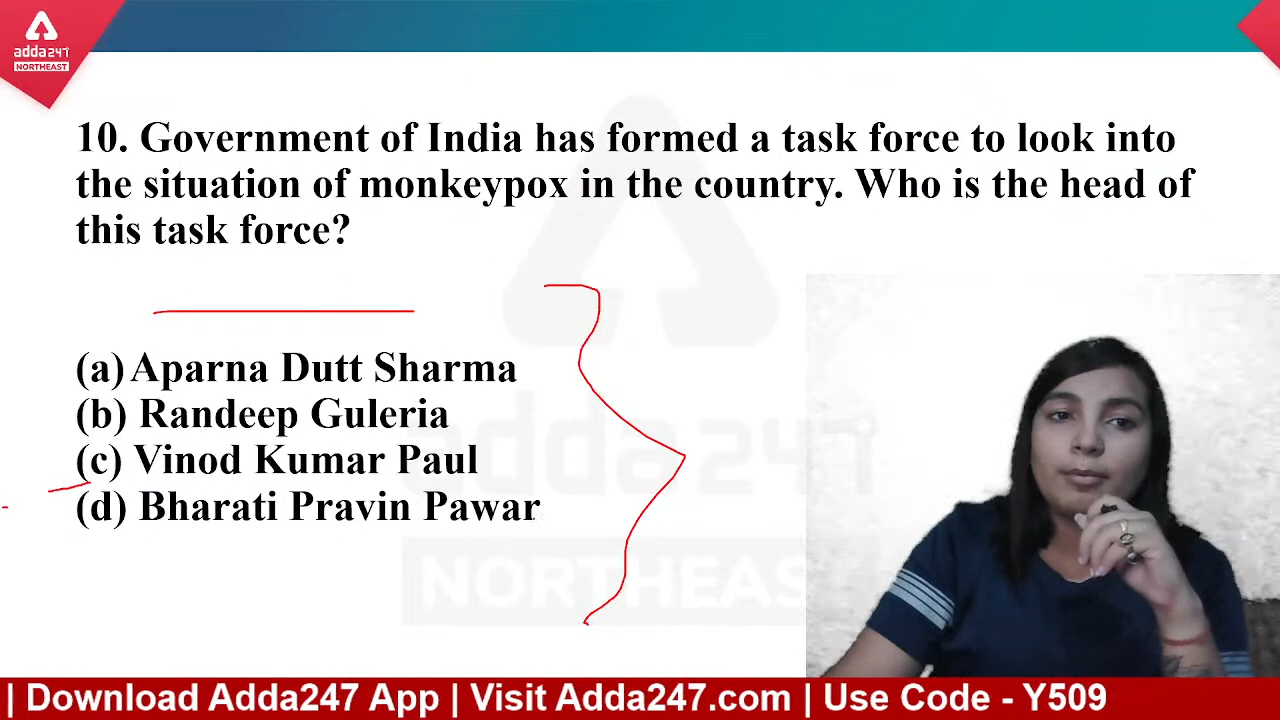 adda247
NORTHEAST
10. Government of India has formed a task force to look into
the situation of monkeypox in the country. Who is the head of
this task force?
(a) Aparna Dutt Sharma
(b) Randeep Guleria
(c) Vinod Kumar Paul
(d) Bharati Pravin Pawar
adda247
NORTHEAST
| Download Adda247 App | Visit Adda247.com | Use Code - Y509